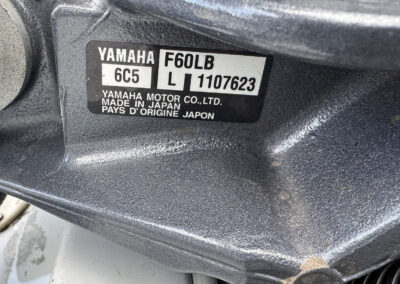 YAMAHA F60LB
6C5 L 1107623
YAMAHA MOTOR CO., LTD.
MADE IN JAPAN
PAYS D'ORIGINE JAPON